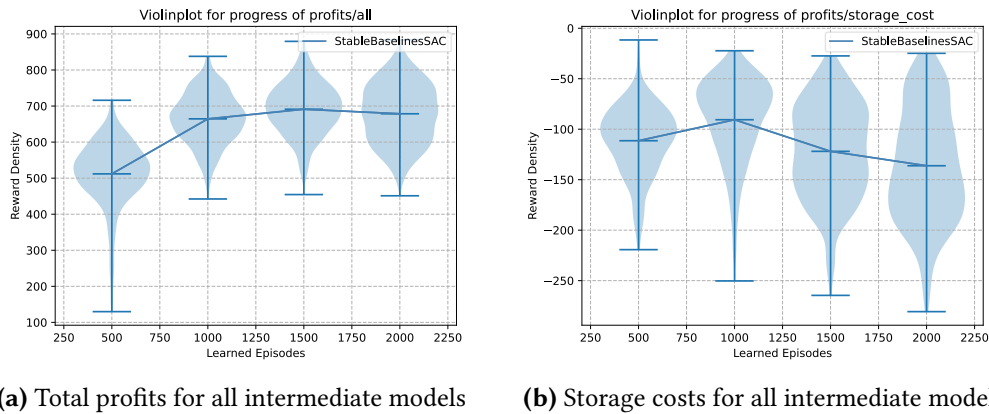 Violinplot for progress of profits/all
StableBaselinesSAC
900
800
700
600
500
400
300
200
100
Reward Density
250 500 750 1000 1250 1500 1750 2000 2250
Learned Episodes
(a) Total profits for all intermediate models
Violinplot for progress of profits/storage_cost
StableBaselinesSAC
0
−50
−100
−150
−200
−250
Reward Density
250 500 750 1000 1250 1500 1750 2000 2250
Learned Episodes
(b) Storage costs for all intermediate model